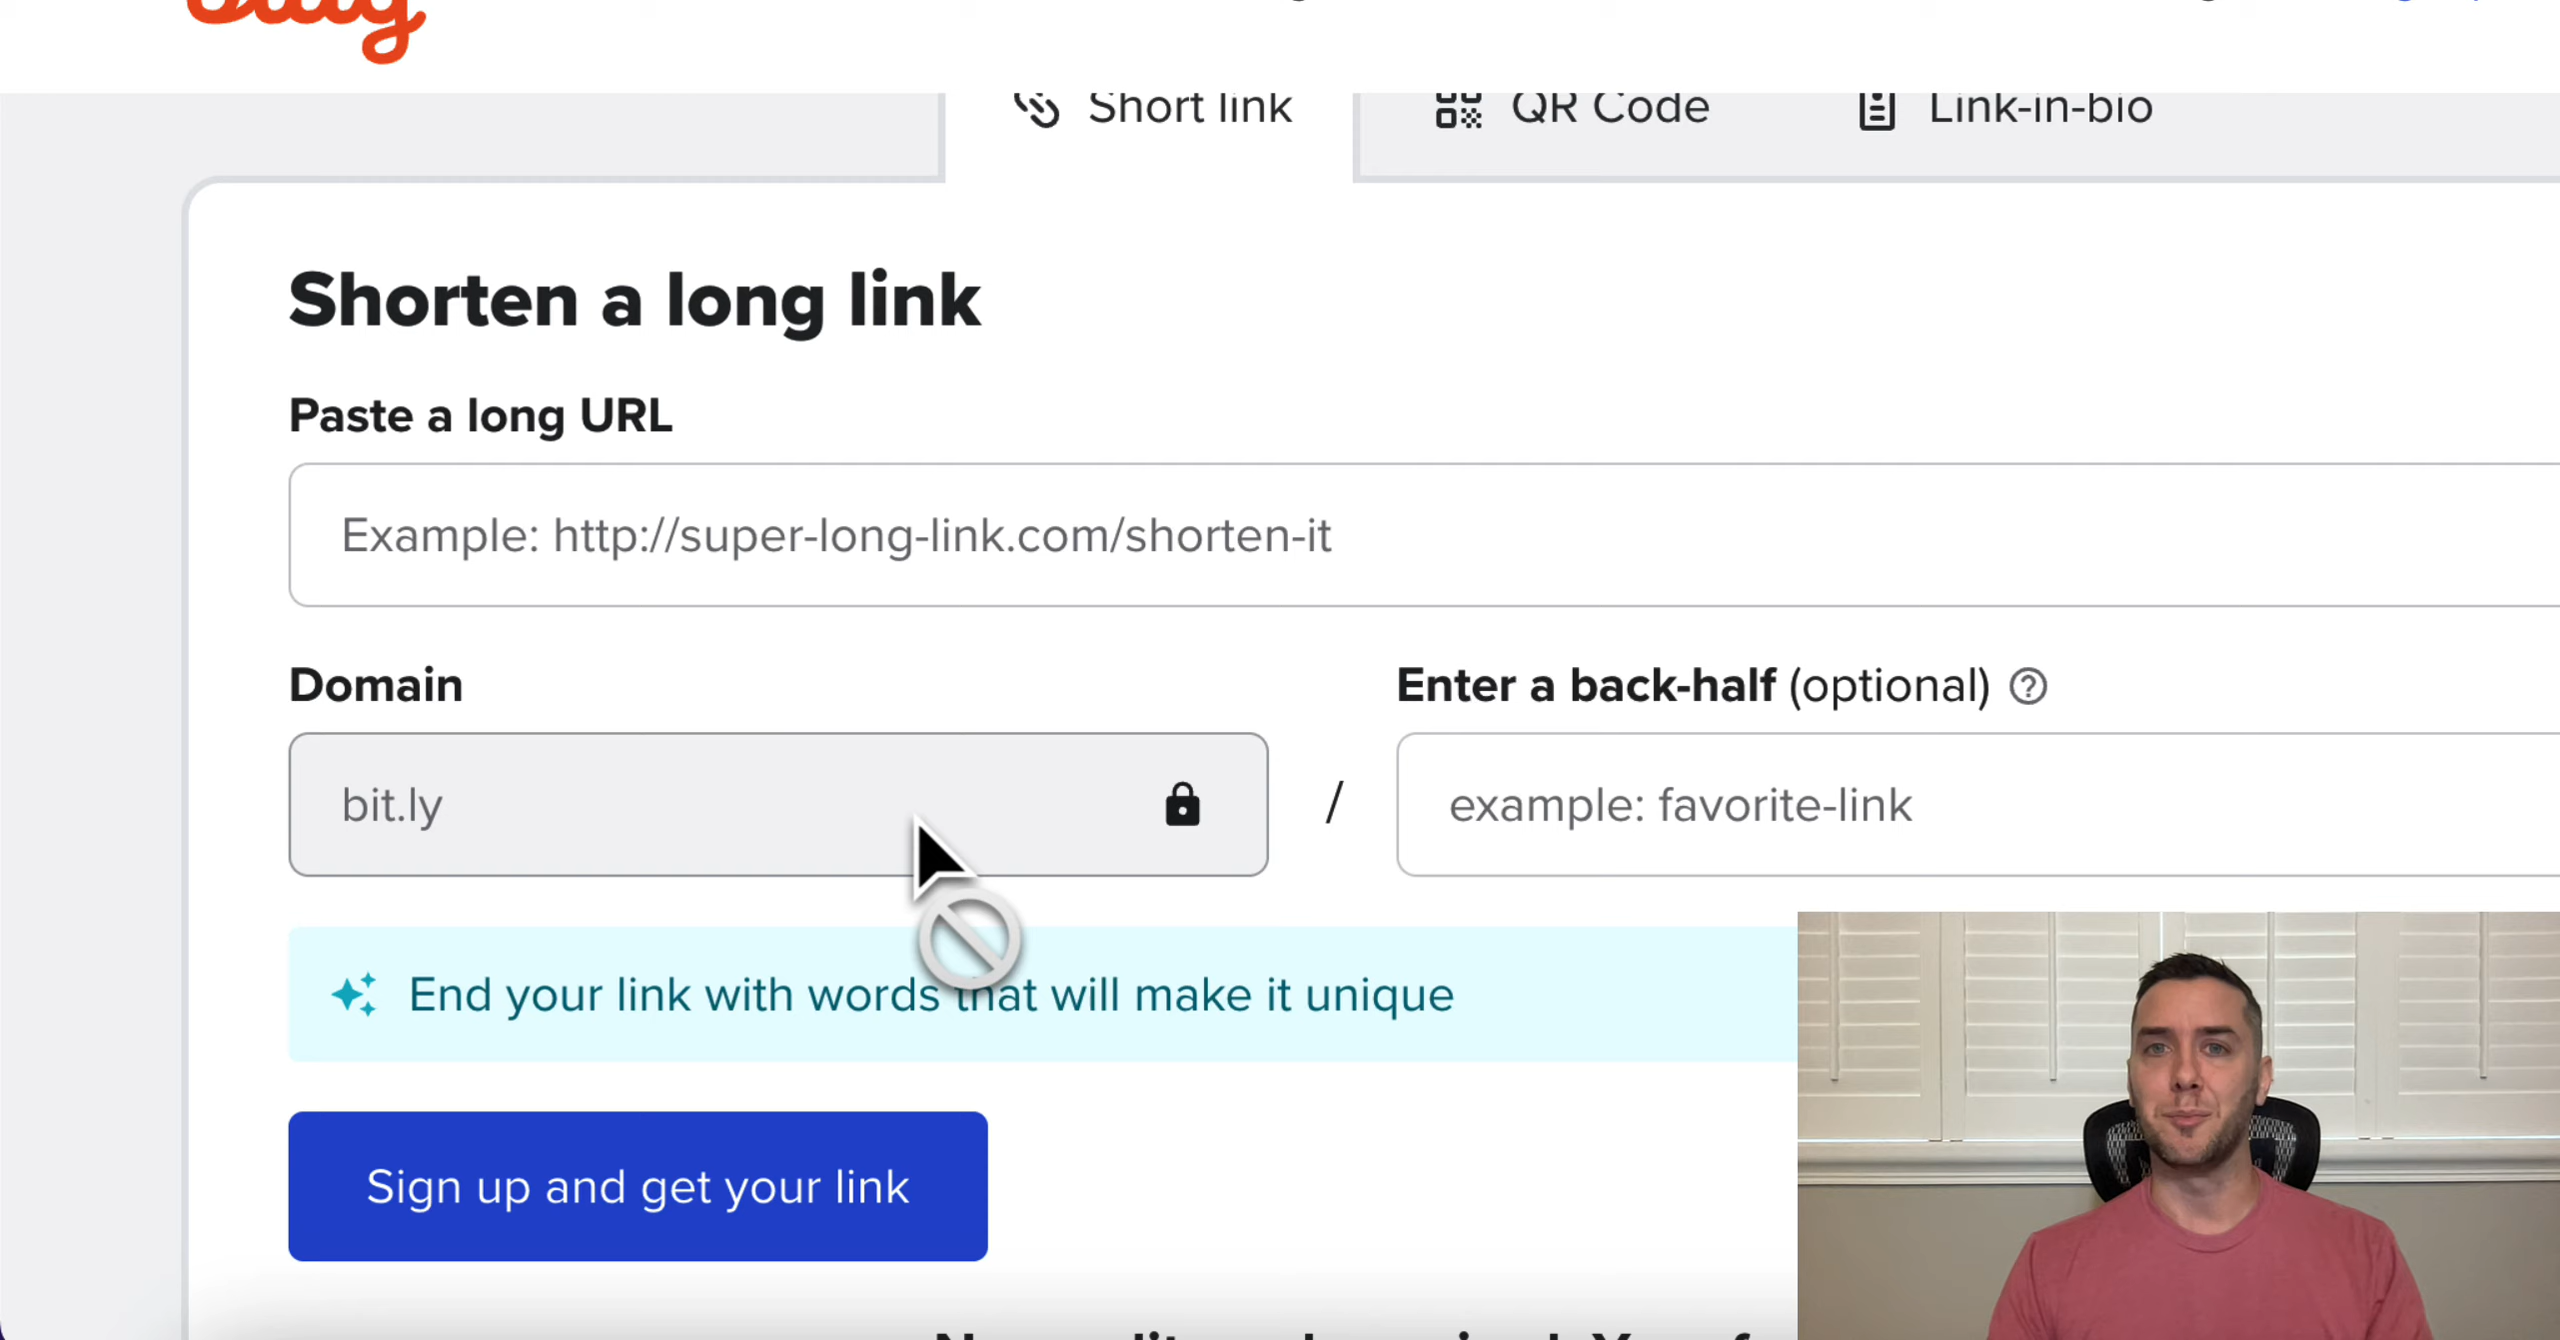 Short link
QR Code
Link-in-bio
Shorten a long link
Paste a long URL
Example: http://super-long-link.com/shorten-it
Domain
Enter a back-half (optional)
bit.ly
/
example: favorite-link
End your link with words that will make it unique
Sign up and get your link